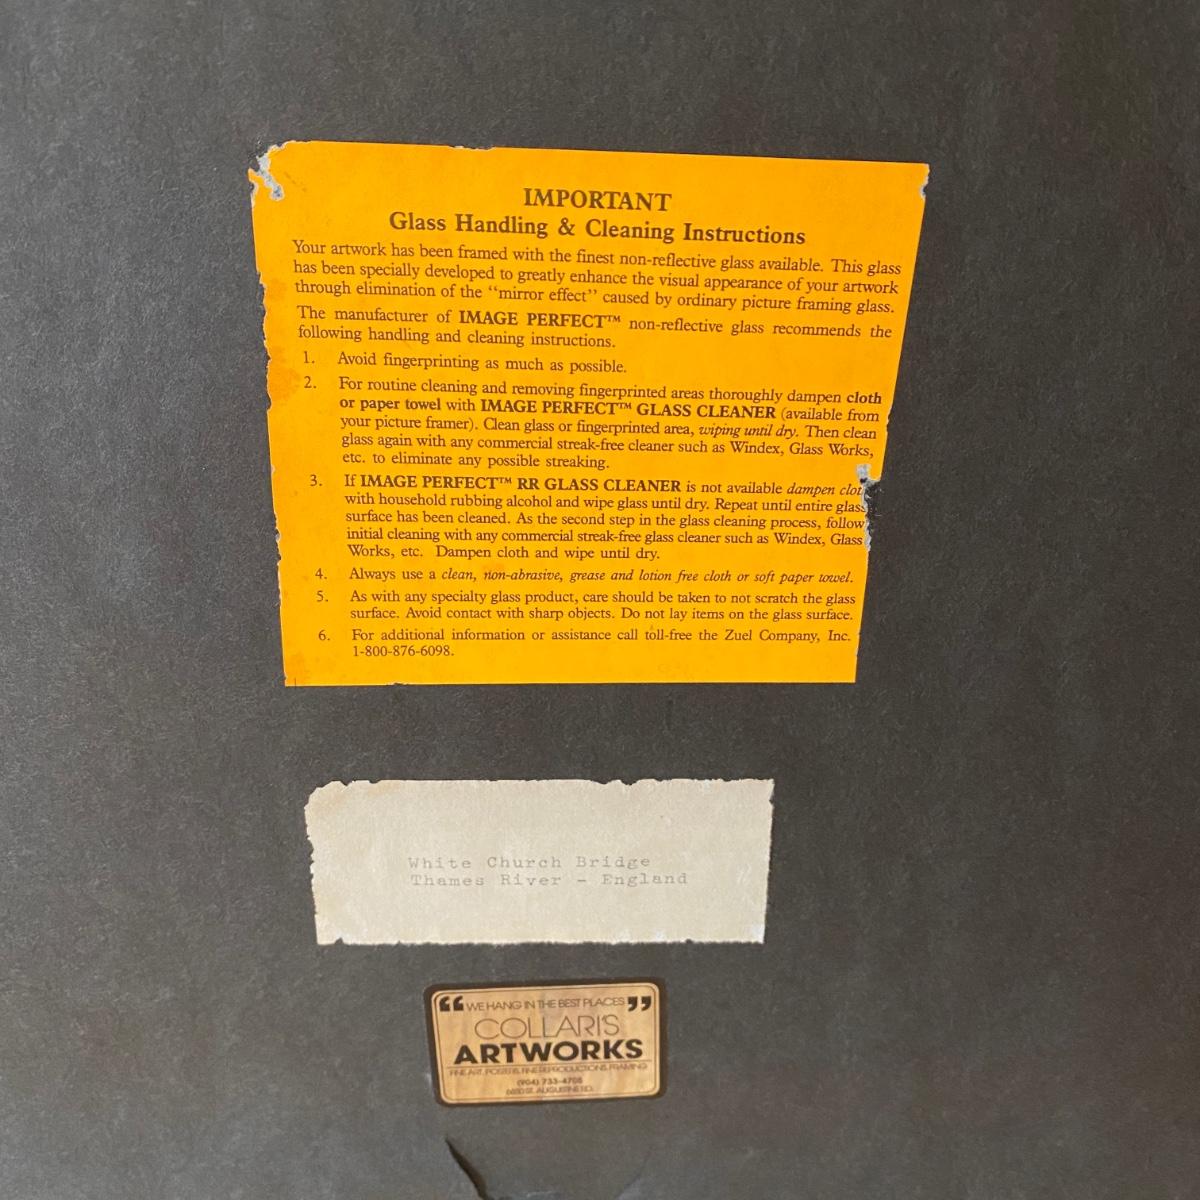 IMPORTANT
Glass Handling & Cleaning Instructions
Your artwork has been framed with the finest non-reflective glass available. This glass
has been specially developed to greatly enhance the visual appearance of your artwork
through elimination of the “mirror effect” caused by ordinary picture framing glass.
The manufacturer of IMAGE PERFECT™ non-reflective glass recommends the
following handling and cleaning instructions.
1. Avoid fingerprinting as much as possible.
2. For routine cleaning and removing fingerprinted areas thoroughly dampen cloth
or paper towel with IMAGE PERFECT™ GLASS CLEANER (available from
your picture framer). Clean glass or fingerprinted area, wiping until dry. Then clean
glass again with any commercial streak-free cleaner such as Windex, Glass Works,
etc. to eliminate any possible streaking.
3. If IMAGE PERFECT™ RR GLASS CLEANER is not available dampen clot
with household rubbing alcohol and wipe glass until dry. Repeat until entire glass
surface has been cleaned. As the second step in the glass cleaning process, follow
initial cleaning with any commercial streak-free glass cleaner such as Windex, Glass
Works, etc. Dampen cloth and wipe until dry.
4. Always use a clean, non-abrasive, grease and lotion free cloth or soft paper towel.
5. As with any specialty glass product, care should be taken to not scratch the glass
surface. Avoid contact with sharp objects. Do not lay items on the glass surface.
6. For additional information or assistance call toll-free the Zuel Company, Inc.
1-800-876-6098.
White Church Bridge
Thames River - England
“ WE HANG IN THE BEST PLACES ”
COLLARI'S
ARTWORKS
FINE ART, POSTERS, FINE REPRODUCTIONS, FRAMING
(904) 733-4705
ST. AUGUSTINE RD.